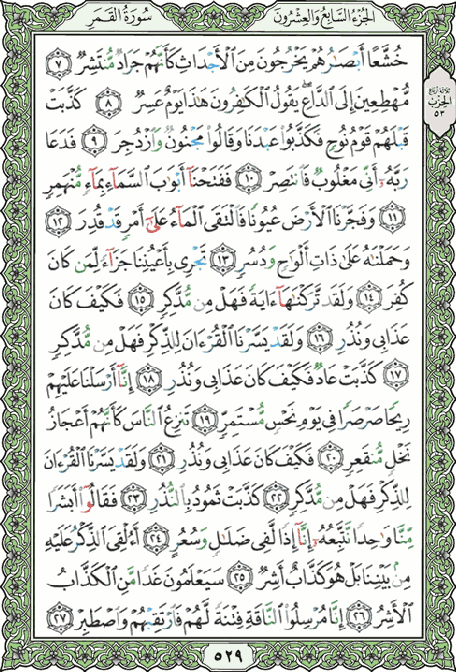 الجزء السابع والعشرون
سورة القمر
خُشَّعًا أَبْصَٰرُهُمْ يَخْرُجُونَ مِنَ ٱلْأَجْدَاثِ كَأَنَّهُمْ جَرَادٌ مُّنتَشِرٌ ٧
مُّهْطِعِينَ إِلَى ٱلدَّاعِ يَقُولُ ٱلْكَٰفِرُونَ هَٰذَا يَوْمٌ عَسِرٌ ٨ كَذَّبَتْ
قَبْلَهُمْ قَوْمُ نُوحٍ فَكَذَّبُوا۟ عَبْدَنَا وَقَالُوا۟ مَجْنُونٌ وَٱزْدُجِرَ ٩ فَدَعَا
رَبَّهُۥٓ أَنِّى مَغْلُوبٌ فَٱنتَصِرْ ١٠ فَفَتَحْنَآ أَبْوَٰبَ ٱلسَّمَآءِ بِمَآءٍ مُّنْهَمِرٍ
١١ وَفَجَّرْنَا ٱلْأَرْضَ عُيُونًا فَٱلْتَقَى ٱلْمَآءُ عَلَىٰٓ أَمْرٍ قَدْ قُدِرَ ١٢
وَحَمَلْنَٰهُ عَلَىٰ ذَاتِ أَلْوَٰحٍ وَدُسُرٍ ١٣ تَجْرِى بِأَعْيُنِنَا جَزَآءً لِّمَن كَانَ
كُفِرَ ١٤ وَلَقَد تَّرَكْنَٰهَآ ءَايَةً فَهَلْ مِن مُّدَّكِرٍ ١٥ فَكَيْفَ كَانَ
عَذَابِى وَنُذُرِ ١٦ وَلَقَدْ يَسَّرْنَا ٱلْقُرْءَانَ لِلذِّكْرِ فَهَلْ مِن مُّدَّكِرٍ
١٧ كَذَّبَتْ عَادٌ فَكَيْفَ كَانَ عَذَابِى وَنُذُرِ ١٨ إِنَّآ أَرْسَلْنَا عَلَيْهِمْ
رِيحًا صَرْصَرًا فِى يَوْمِ نَحْسٍ مُّسْتَمِرٍّ ١٩ تَنزِعُ ٱلنَّاسَ كَأَنَّهُمْ أَعْجَازُ
نَخْلٍ مُّنقَعِرٍ ٢٠ فَكَيْفَ كَانَ عَذَابِى وَنُذُرِ ٢١ وَلَقَدْ يَسَّرْنَا ٱلْقُرْءَانَ
لِلذِّكْرِ فَهَلْ مِن مُّدَّكِرٍ ٢٢ كَذَّبَتْ ثَمُودُ بِٱلنُّذُرِ ٢٣ فَقَالُوٓا۟ أَبَشَرًا
مِّنَّا وَٰحِدًا نَّتَّبِعُهُۥٓ إِنَّآ إِذًا لَّفِى ضَلَٰلٍ وَسُعُرٍ ٢٤ أَءُلْقِىَ ٱلذِّكْرُ عَلَيْهِ
مِنۢ بَيْنِنَا بَلْ هُوَ كَذَّابٌ أَشِرٌ ٢٥ سَيَعْلَمُونَ غَدًا مَّنِ ٱلْكَذَّابُ
ٱلْأَشِرُ ٢٦ إِنَّا مُرْسِلُوا۟ ٱلنَّاقَةِ فِتْنَةً لَّهُمْ فَٱرْتَقِبْهُمْ وَٱصْطَبِرْ ٢٧
٥٢٩